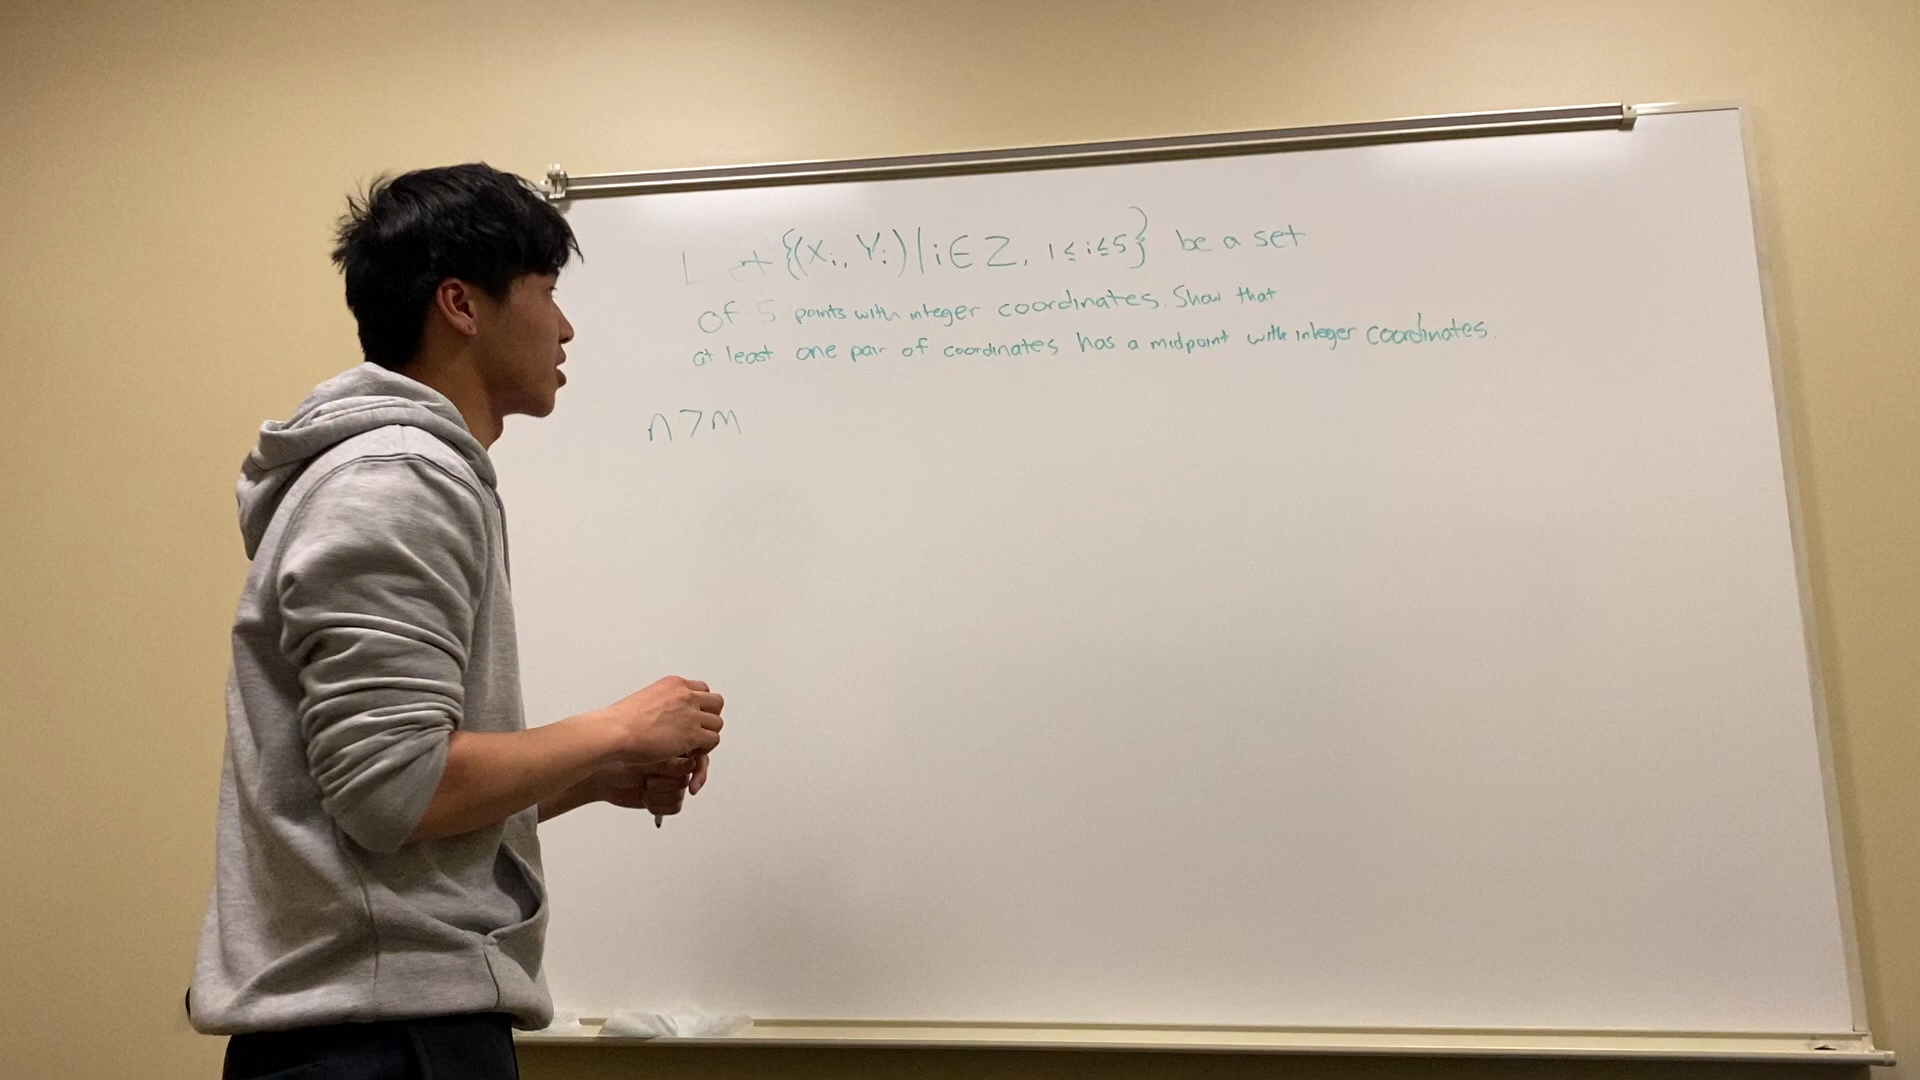 Let {(Xi, Yi) | i ∈ Z, 1 ≤ i ≤ 5} be a set
of 5 points with integer coordinates. Show that
at least one pair of coordinates has a midpoint with integer coordinates.
n > m